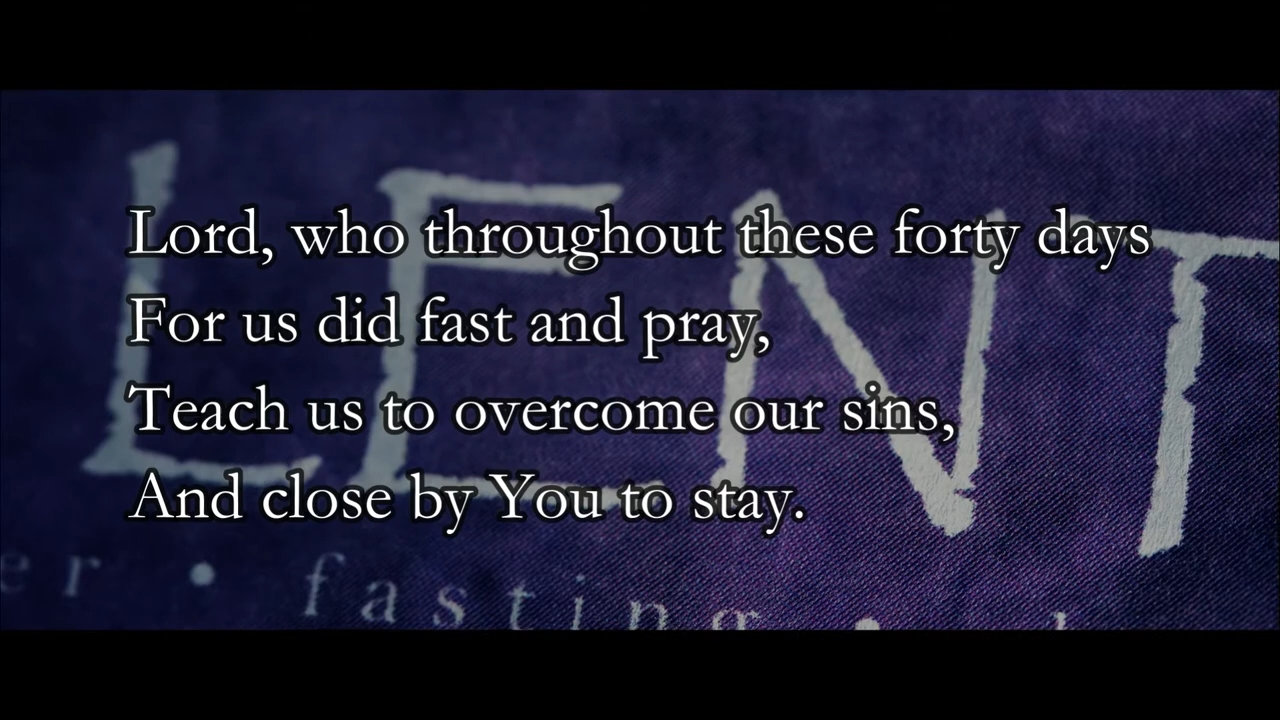 LENT
Lord, who throughout these forty days
For us did fast and pray,
Teach us to overcome our sins,
And close by You to stay.
er • fasting •